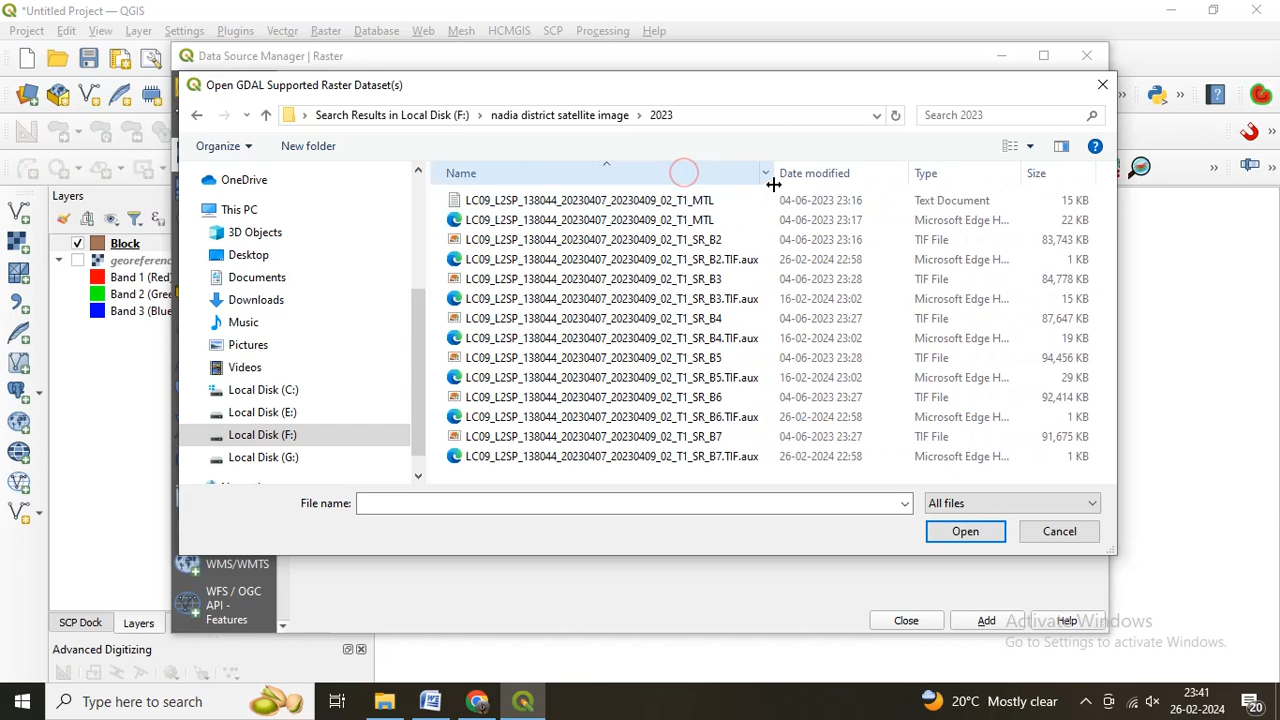 *Untitled Project — QGIS
Project Edit View Layer Settings Plugins Vector Raster Database Web Mesh HCMGIS SCP Processing Help
Data Source Manager | Raster
Open GDAL Supported Raster Dataset(s)
Search Results in Local Disk (F:) nadia district satellite image 2023
Search 2023
Organize New folder
Layers
Block
georeference
Band 1 (Red)
Band 2 (Gree
Band 3 (Blue
OneDrive
This PC
3D Objects
Desktop
Documents
Downloads
Music
Pictures
Videos
Local Disk (C:)
Local Disk (E:)
Local Disk (F:)
Local Disk (G:)
Name Date modified Type Size
LC09_L2SP_138044_20230407_20230409_02_T1_MTL 04-06-2023 23:16 Text Document 15 KB
LC09_L2SP_138044_20230407_20230409_02_T1_MTL 04-06-2023 23:17 Microsoft Edge H... 22 KB
LC09_L2SP_138044_20230407_20230409_02_T1_SR_B2 04-06-2023 23:16 TIF File 83,743 KB
LC09_L2SP_138044_20230407_20230409_02_T1_SR_B2.TIF.aux 26-02-2024 22:58 Microsoft Edge H... 1 KB
LC09_L2SP_138044_20230407_20230409_02_T1_SR_B3 04-06-2023 23:28 TIF File 84,778 KB
LC09_L2SP_138044_20230407_20230409_02_T1_SR_B3.TIF.aux 16-02-2024 23:02 Microsoft Edge H... 15 KB
LC09_L2SP_138044_20230407_20230409_02_T1_SR_B4 04-06-2023 23:27 TIF File 87,647 KB
LC09_L2SP_138044_20230407_20230409_02_T1_SR_B4.TIF.aux 16-02-2024 23:02 Microsoft Edge H... 19 KB
LC09_L2SP_138044_20230407_20230409_02_T1_SR_B5 04-06-2023 23:28 TIF File 94,456 KB
LC09_L2SP_138044_20230407_20230409_02_T1_SR_B5.TIF.aux 16-02-2024 23:02 Microsoft Edge H... 29 KB
LC09_L2SP_138044_20230407_20230409_02_T1_SR_B6 04-06-2023 23:27 TIF File 92,414 KB
LC09_L2SP_138044_20230407_20230409_02_T1_SR_B6.TIF.aux 26-02-2024 22:58 Microsoft Edge H... 1 KB
LC09_L2SP_138044_20230407_20230409_02_T1_SR_B7 04-06-2023 23:27 TIF File 91,675 KB
LC09_L2SP_138044_20230407_20230409_02_T1_SR_B7.TIF.aux 26-02-2024 22:58 Microsoft Edge H... 1 KB
File name: All files
Open Cancel
WMS/WMTS
WFS / OGC
API -
Features
Close Add Help
Activate Windows
Go to Settings to activate Windows.
SCP Dock Layers
Advanced Digitizing
Type here to search
20°C Mostly clear
23:41
26-02-2024
20